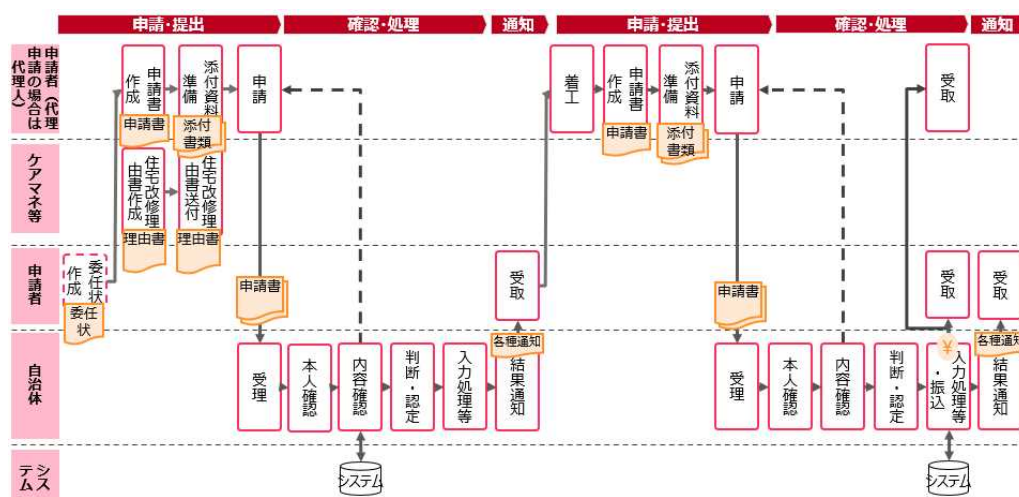 申請・提出
確認・処理
通知
申請・提出
確認・処理
通知
申請者（代理
申請の場合は
代理人）
申請書
作成
申請書
添付資料
準備
添付
書類
申請
着工
申請書
作成
申請書
添付資料
準備
添付
書類
申請
受取
ケアマネ等
住宅改修理
由書作成
理由書
住宅改修理
由書送付
理由書
申請者
委任状
作成
委任
状
申請書
受取
申請書
受取
受取
自治体
受理
本人確認
内容確認
判断・認定
入力処理等
各種通知
結果通知
受理
本人確認
内容確認
判断・認定
¥
入力処理等
・振込
各種通知
結果通知
シス
テム
システム
システム